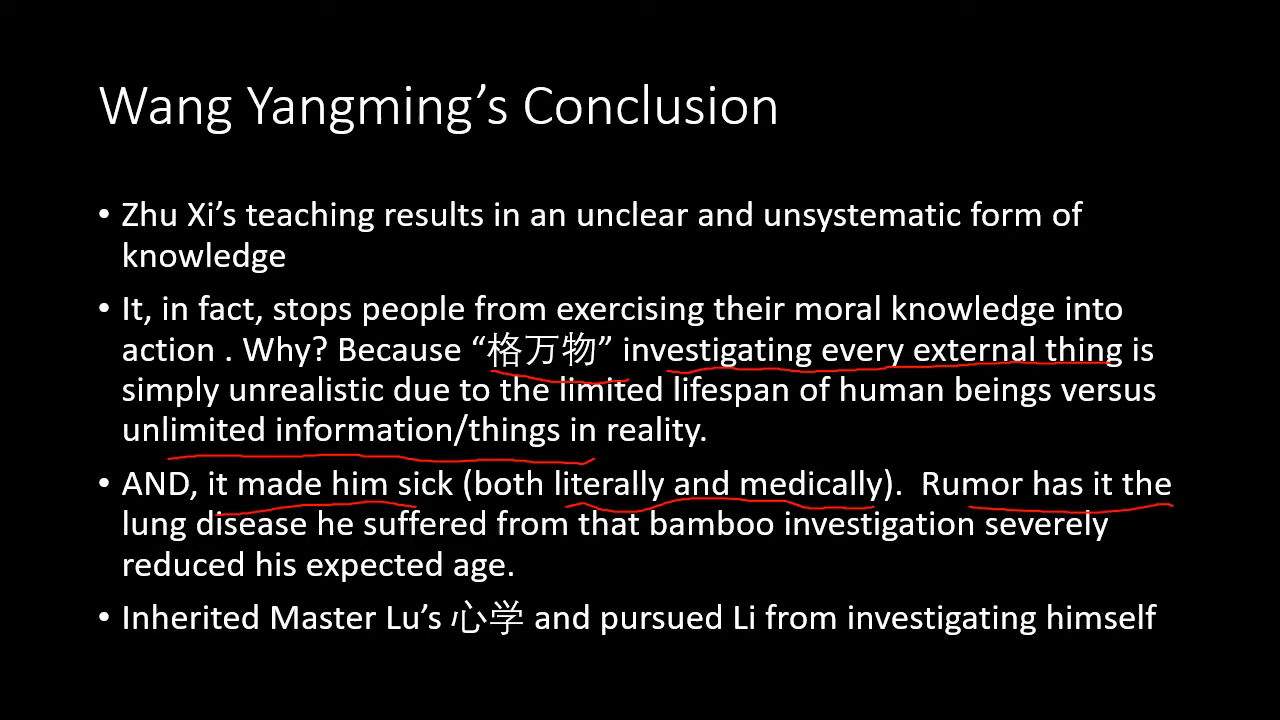 Wang Yangming's Conclusion
• Zhu Xi's teaching results in an unclear and unsystematic form of
knowledge
• It, in fact, stops people from exercising their moral knowledge into
action . Why? Because “格万物” investigating every external thing is
simply unrealistic due to the limited lifespan of human beings versus
unlimited information/things in reality.
• AND, it made him sick (both literally and medically).  Rumor has it the
lung disease he suffered from that bamboo investigation severely
reduced his expected age.
• Inherited Master Lu's 心学 and pursued Li from investigating himself